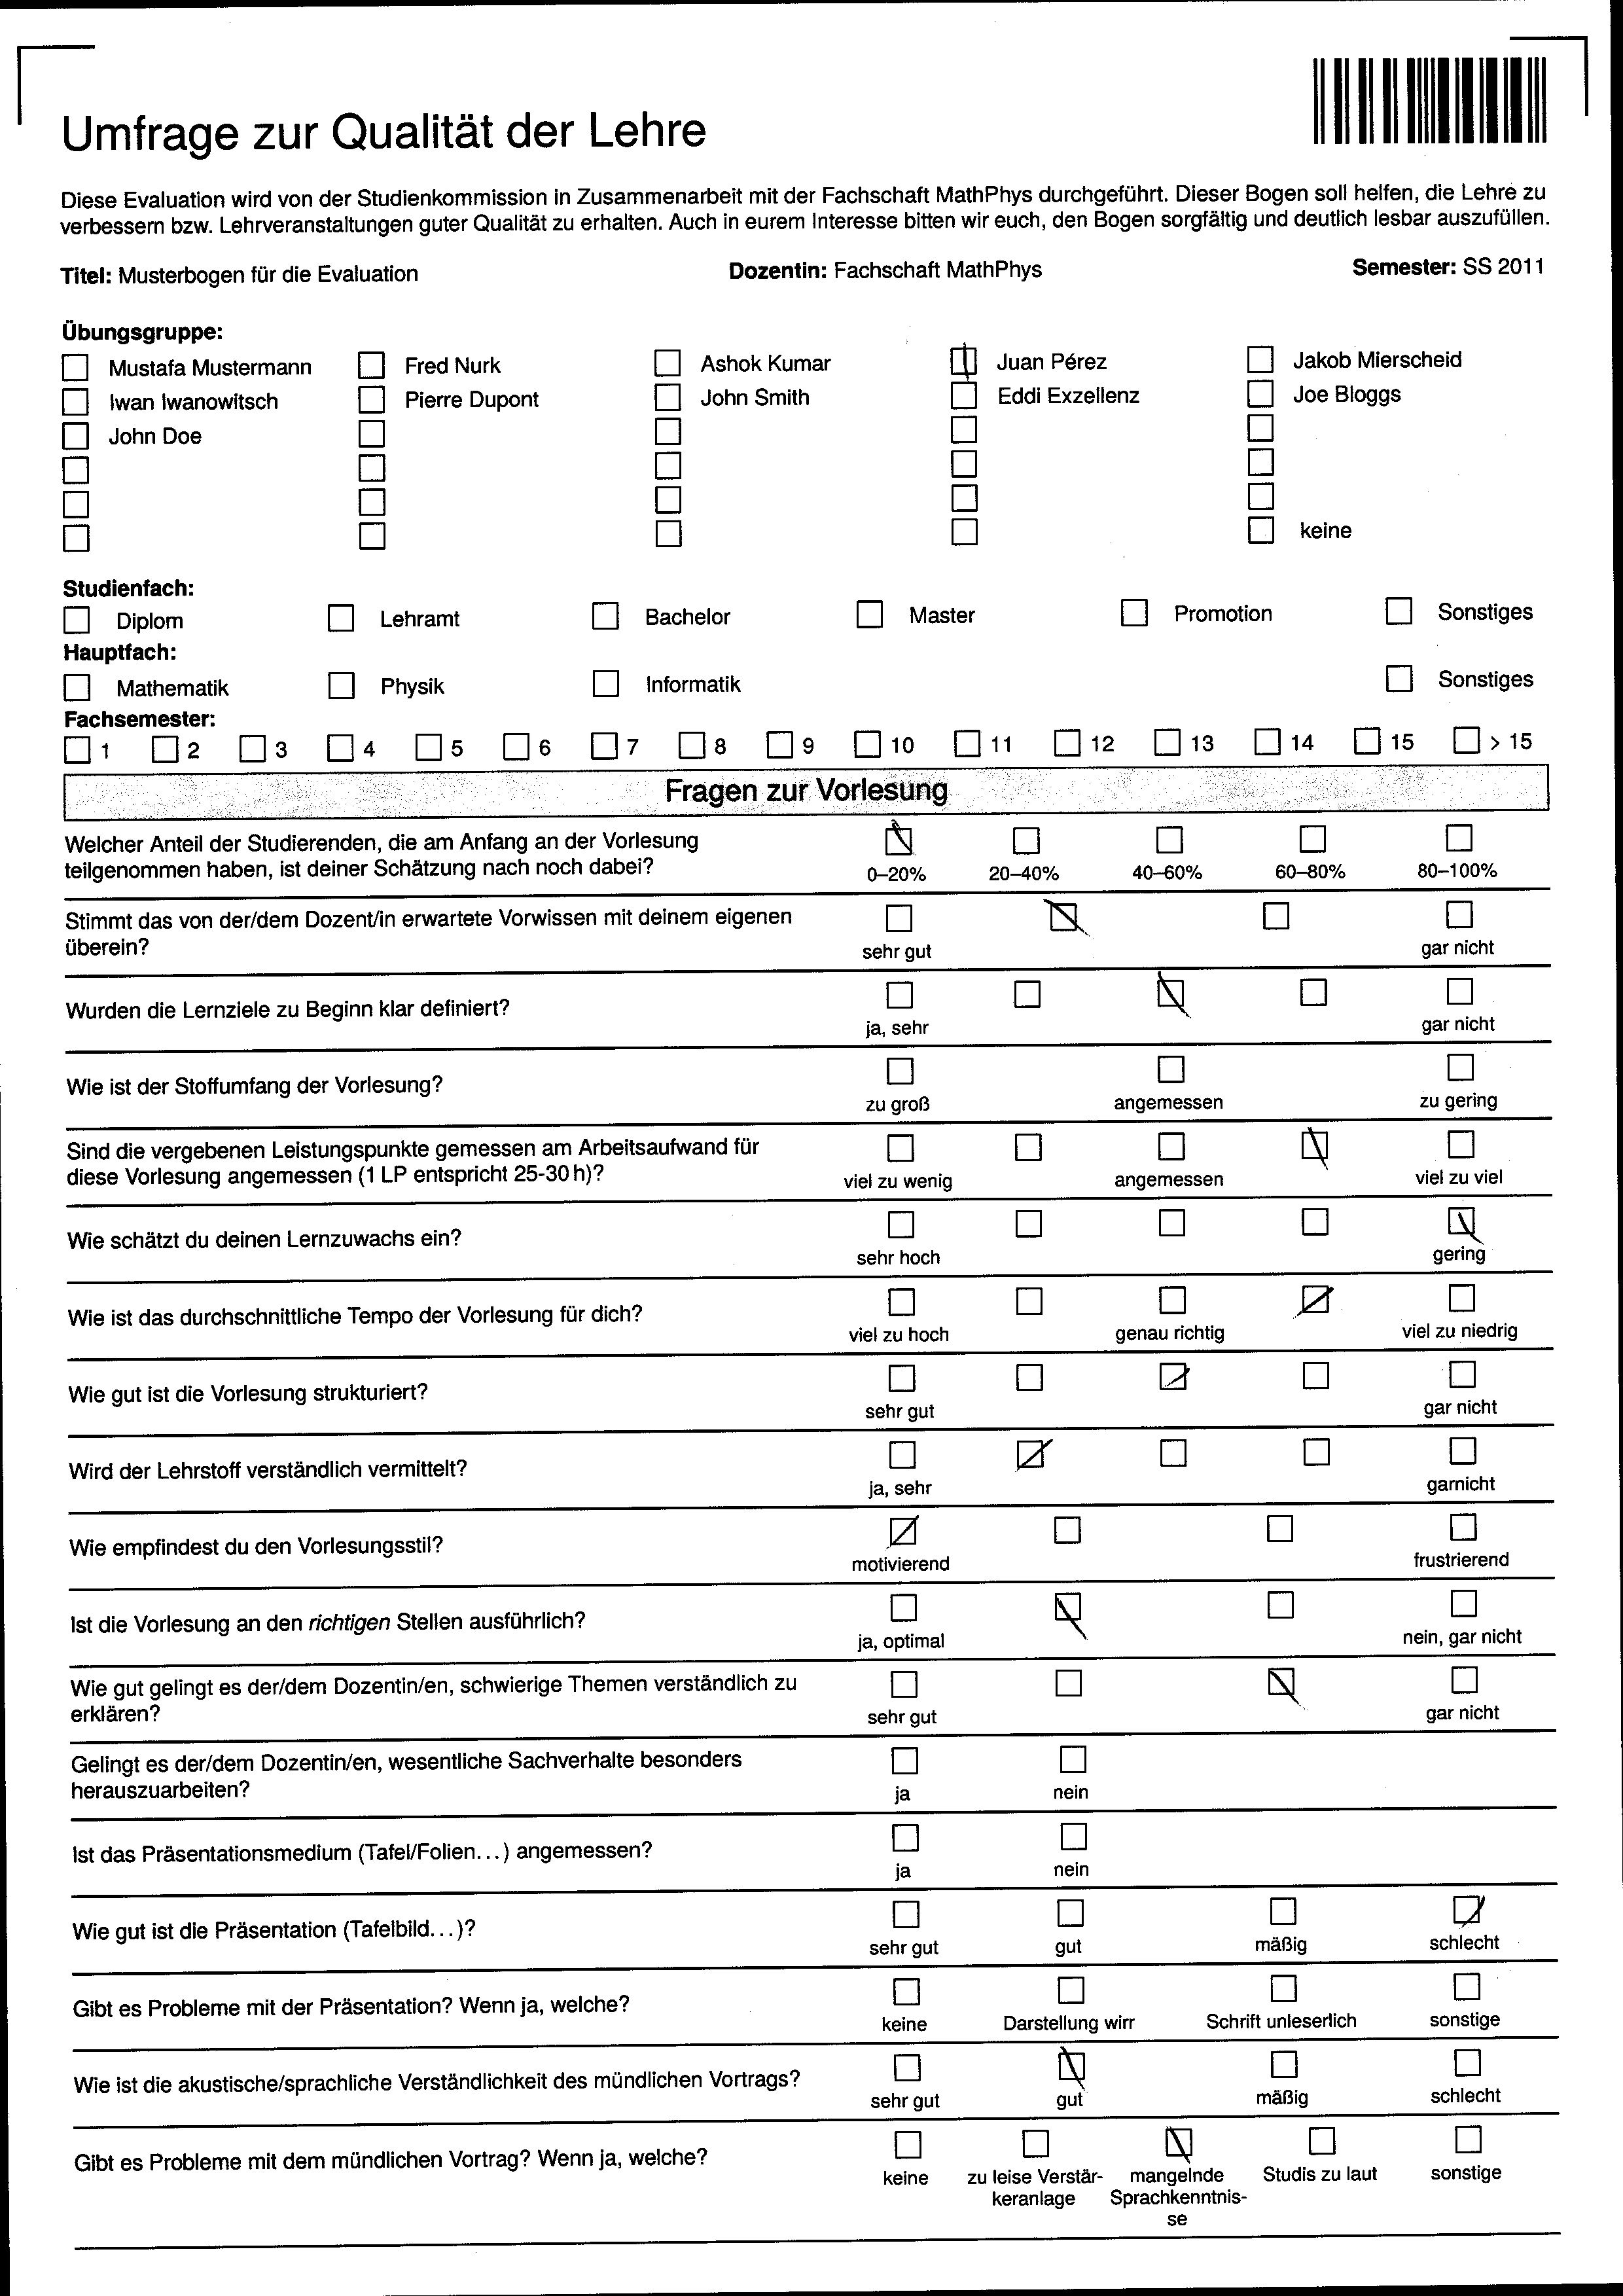 Umfrage zur Qualität der Lehre
Diese Evaluation wird von der Studienkommission in Zusammenarbeit mit der Fachschaft MathPhys durchgeführt. Dieser Bogen soll helfen, die Lehre zu
verbessern bzw. Lehrveranstaltungen guter Qualität zu erhalten. Auch in eurem Interesse bitten wir euch, den Bogen sorgfältig und deutlich lesbar auszufüllen.
Titel: Musterbogen für die Evaluation Dozentin: Fachschaft MathPhys Semester: SS 2011
Übungsgruppe:
Mustafa Mustermann Fred Nurk Ashok Kumar Juan Pérez Jakob Mierscheid
Iwan Iwanowitsch Pierre Dupont John Smith Eddi Exzellenz Joe Bloggs
John Doe
keine
Studienfach:
Diplom Lehramt Bachelor Master Promotion Sonstiges
Hauptfach:
Mathematik Physik Informatik Sonstiges
Fachsemester:
1 2 3 4 5 6 7 8 9 10 11 12 13 14 15 > 15
Fragen zur Vorlesung
Welcher Anteil der Studierenden, die am Anfang an der Vorlesung
teilgenommen haben, ist deiner Schätzung nach noch dabei?
0–20% 20–40% 40–60% 60–80% 80–100%
Stimmt das von der/dem Dozent/in erwartete Vorwissen mit deinem eigenen
überein?
sehr gut gar nicht
Wurden die Lernziele zu Beginn klar definiert?
ja, sehr gar nicht
Wie ist der Stoffumfang der Vorlesung?
zu groß angemessen zu gering
Sind die vergebenen Leistungspunkte gemessen am Arbeitsaufwand für
diese Vorlesung angemessen (1 LP entspricht 25-30 h)?
viel zu wenig angemessen viel zu viel
Wie schätzt du deinen Lernzuwachs ein?
sehr hoch gering
Wie ist das durchschnittliche Tempo der Vorlesung für dich?
viel zu hoch genau richtig viel zu niedrig
Wie gut ist die Vorlesung strukturiert?
sehr gut gar nicht
Wird der Lehrstoff verständlich vermittelt?
ja, sehr garnicht
Wie empfindest du den Vorlesungsstil?
motivierend frustrierend
Ist die Vorlesung an den richtigen Stellen ausführlich?
ja, optimal nein, gar nicht
Wie gut gelingt es der/dem Dozentin/en, schwierige Themen verständlich zu
erklären?
sehr gut gar nicht
Gelingt es der/dem Dozentin/en, wesentliche Sachverhalte besonders
herauszuarbeiten?
ja nein
Ist das Präsentationsmedium (Tafel/Folien...) angemessen?
ja nein
Wie gut ist die Präsentation (Tafelbild...)?
sehr gut gut mäßig schlecht
Gibt es Probleme mit der Präsentation? Wenn ja, welche?
keine Darstellung wirr Schrift unleserlich sonstige
Wie ist die akustische/sprachliche Verständlichkeit des mündlichen Vortrags?
sehr gut gut mäßig schlecht
Gibt es Probleme mit dem mündlichen Vortrag? Wenn ja, welche?
keine zu leise Verstär- mangelnde Studis zu laut sonstige
keranlage Sprachkenntnis-
se